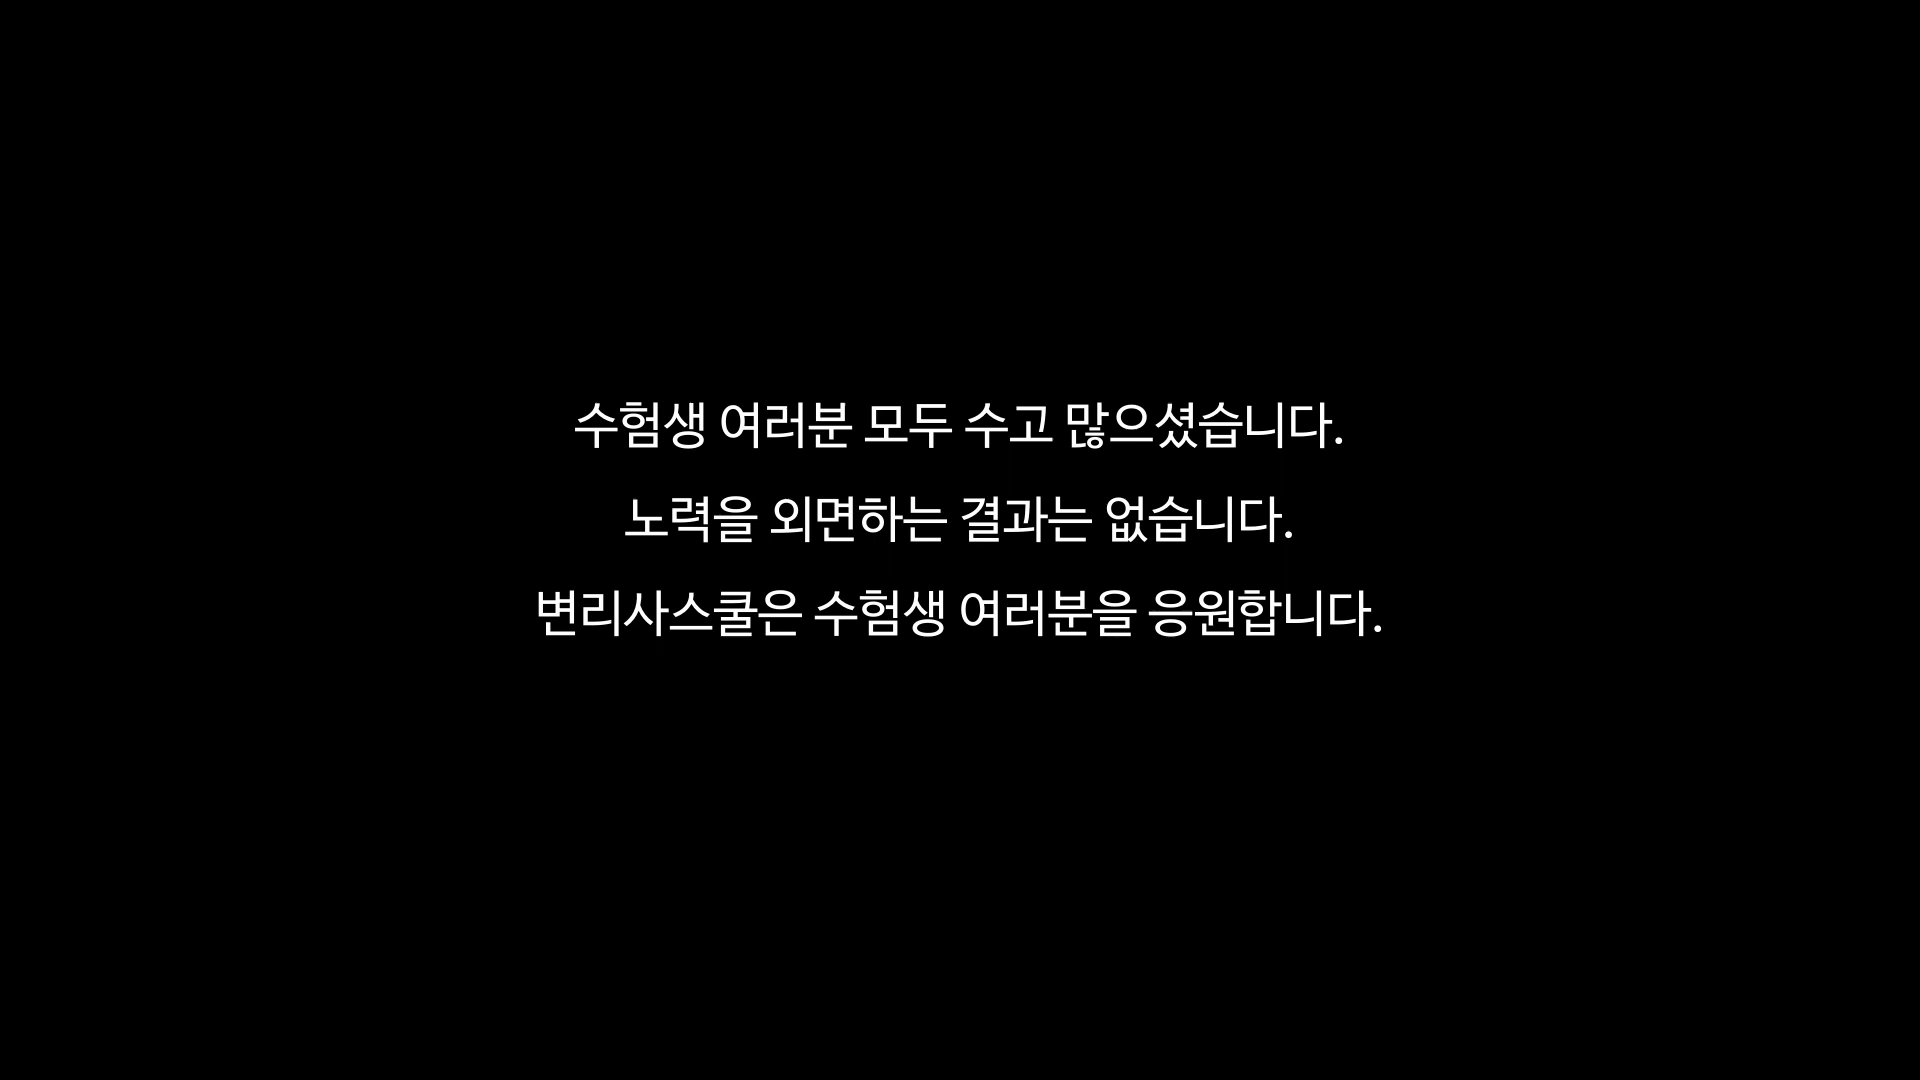 수험생 여러분 모두 수고 많으셨습니다.
노력을 외면하는 결과는 없습니다.
변리사스쿨은 수험생 여러분을 응원합니다.